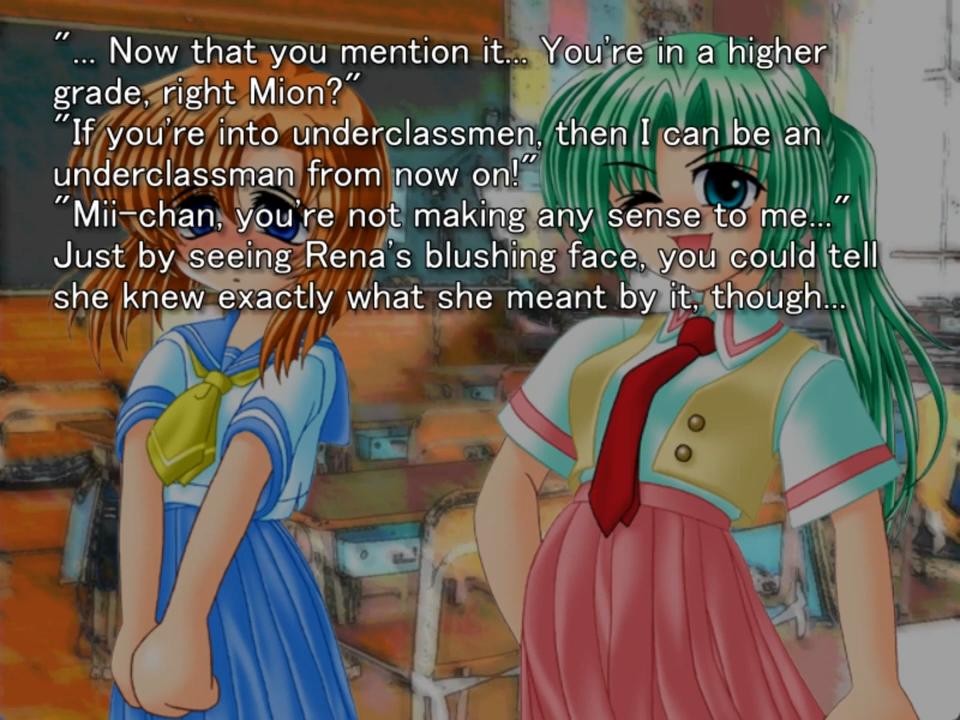 "... Now that you mention it... You're in a higher
grade, right Mion?"
"If you're into underclassmen, then I can be an
underclassman from now on!"
"Mii-chan, you're not making any sense to me..."
Just by seeing Rena's blushing face, you could tell
she knew exactly what she meant by it, though...